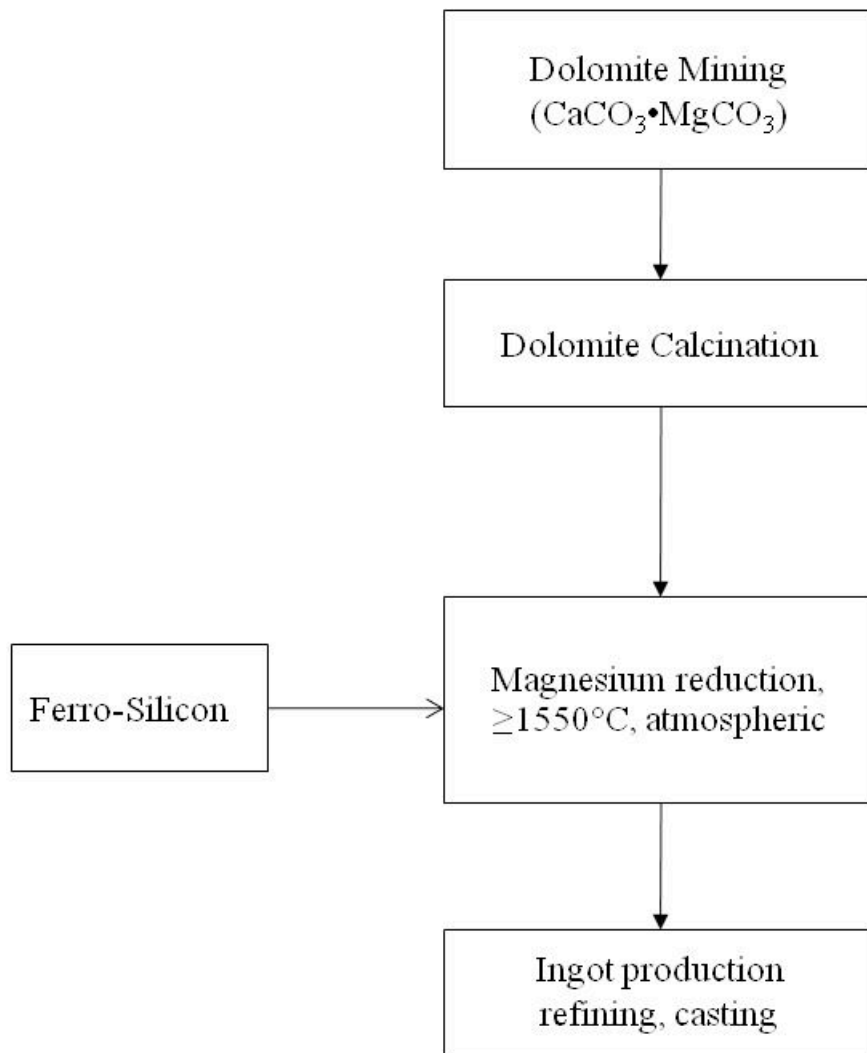 Dolomite Mining
(CaCO₃•MgCO₃)
Dolomite Calcination
Ferro-Silicon
Magnesium reduction,
≥1550°C, atmospheric
Ingot production
refining, casting